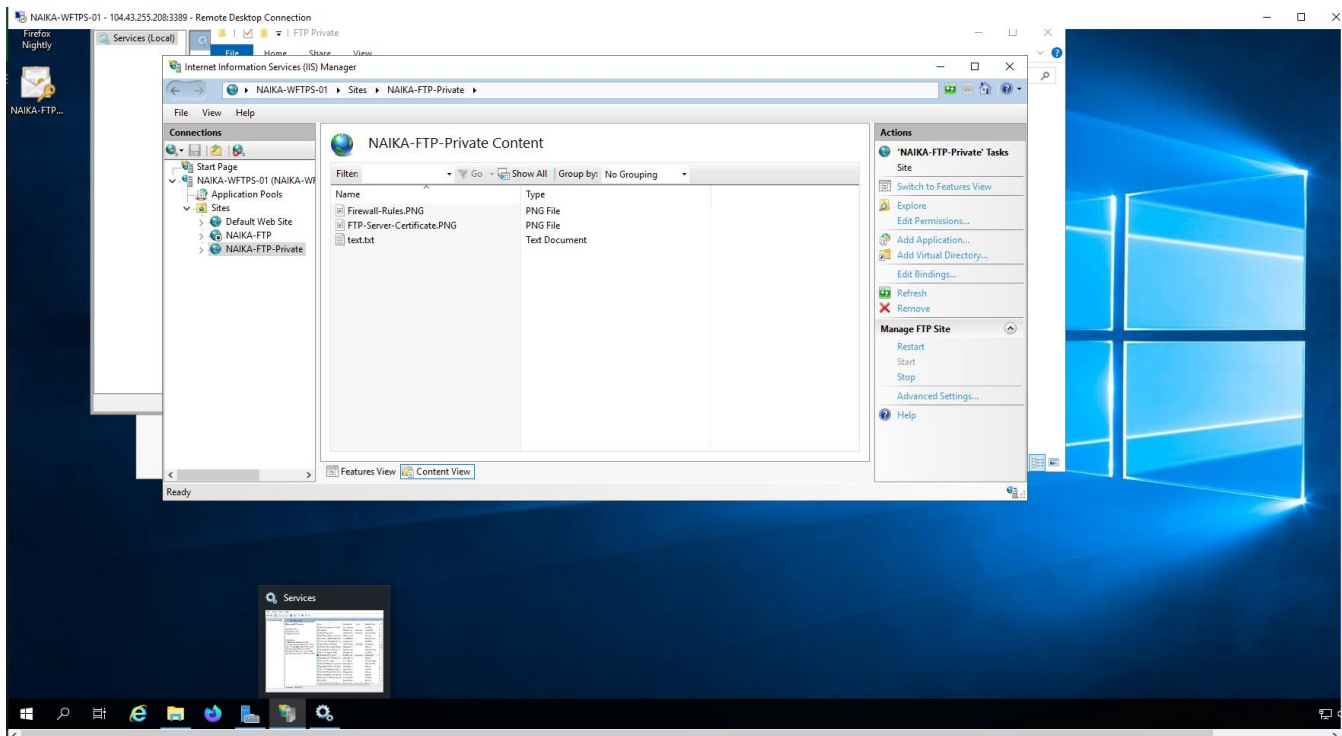 NAIKA-WFTPS-01 - 104.43.255.208:3389 - Remote Desktop Connection
Firefox
Nightly
NAIKA-FTP...
Services (Local)
FTP Private
File Home Share View
Internet Information Services (IIS) Manager
NAIKA-WFTPS-01 Sites NAIKA-FTP-Private
File View Help
Connections
Start Page
NAIKA-WFTPS-01 (NAIKA-WF
Application Pools
Sites
Default Web Site
NAIKA-FTP
NAIKA-FTP-Private
NAIKA-FTP-Private Content
Filter: Go Show All Group by: No Grouping
Name Type
Firewall-Rules.PNG PNG File
FTP-Server-Certificate.PNG PNG File
text.txt Text Document
Features View Content View
Actions
'NAIKA-FTP-Private' Tasks
Site
Switch to Features View
Explore
Edit Permissions...
Add Application...
Add Virtual Directory...
Edit Bindings...
Refresh
Remove
Manage FTP Site
Restart
Start
Stop
Advanced Settings...
Help
Ready
Services